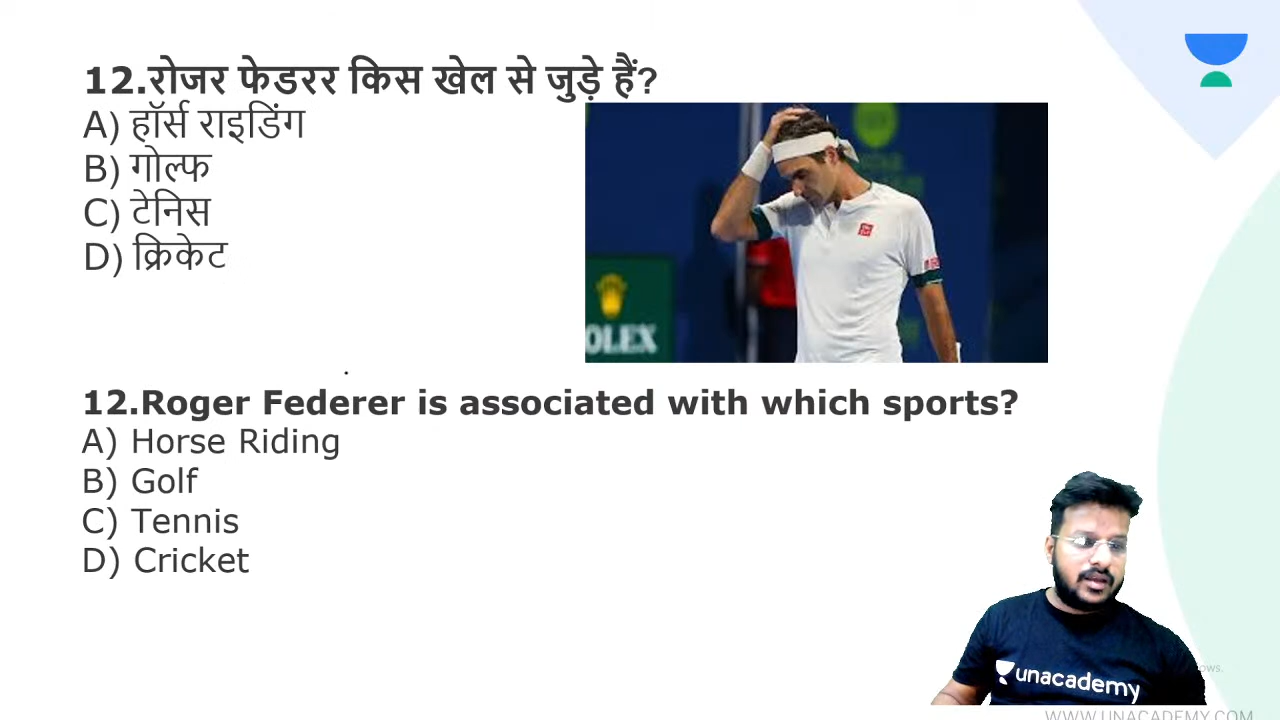 12.रोजर फेडरर किस खेल से जुड़े हैं?
A) हॉर्स राइडिंग
B) गोल्फ
C) टेनिस
D) क्रिकेट
OLEX
.
12.Roger Federer is associated with which sports?
A) Horse Riding
B) Golf
C) Tennis
D) Cricket
unacademy
ows.
WWW.UNACADEMY.COM